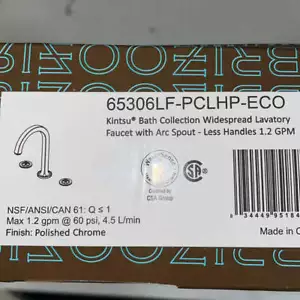 65306LF-PCLHP-ECO
Kintsu® Bath Collection Widespread Lavatory
Faucet with Arc Spout - Less Handles 1.2 GPM
Certified by
CSA Group
NSF/ANSI/CAN 61: Q ≤ 1
Max 1.2 gpm @ 60 psi, 4.5 L/min
Finish: Polished Chrome
Made in C